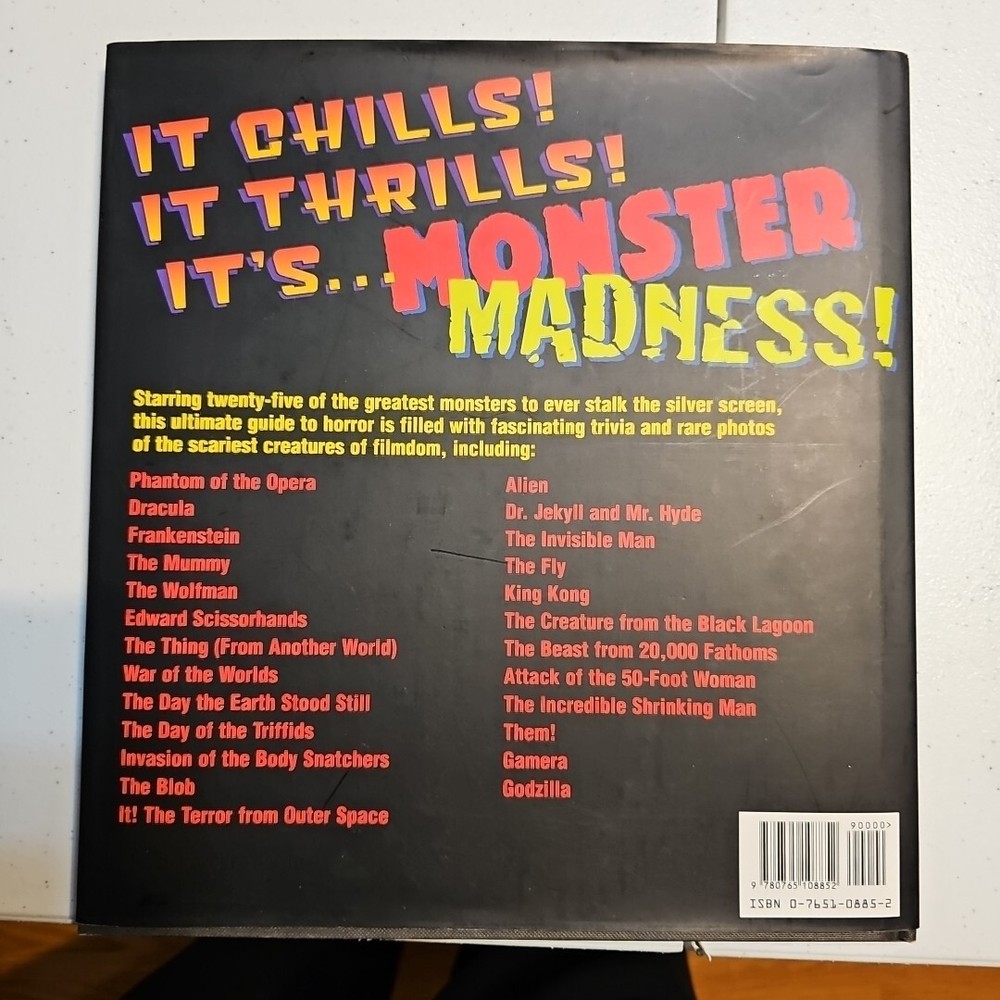 IT CHILLS!
IT THRILLS!
IT'S...MONSTER
MADNESS!
Starring twenty-five of the greatest monsters to ever stalk the silver screen,
this ultimate guide to horror is filled with fascinating trivia and rare photos
of the scariest creatures of filmdom, including:
Phantom of the Opera
Dracula
Frankenstein
The Mummy
The Wolfman
Edward Scissorhands
The Thing (From Another World)
War of the Worlds
The Day the Earth Stood Still
The Day of the Triffids
Invasion of the Body Snatchers
The Blob
It! The Terror from Outer Space
Alien
Dr. Jekyll and Mr. Hyde
The Invisible Man
The Fly
King Kong
The Creature from the Black Lagoon
The Beast from 20,000 Fathoms
Attack of the 50-Foot Woman
The Incredible Shrinking Man
Them!
Gamera
Godzilla
90000>
9 780765 108852
ISBN 0-7651-0885-2